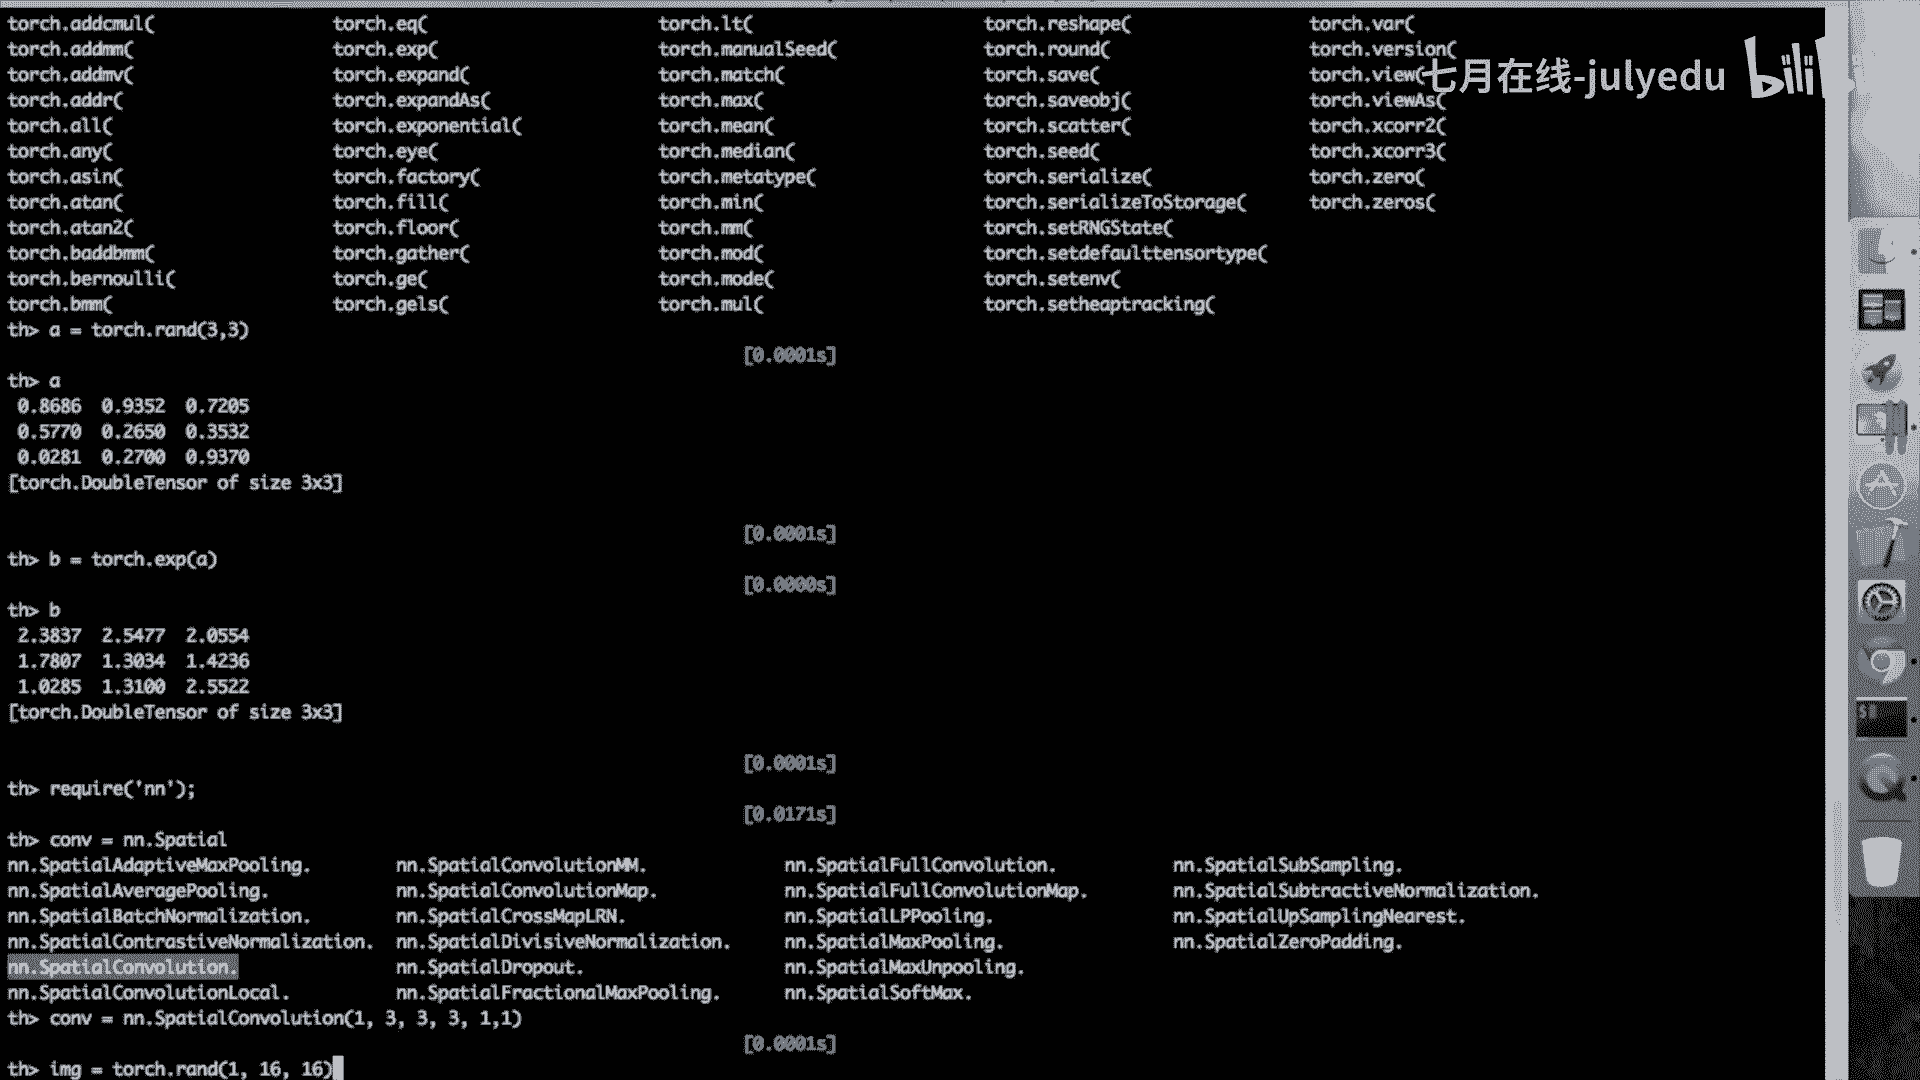 torch.addcmul( torch.eq( torch.lt( torch.reshape( torch.var(
torch.addmm( torch.exp( torch.manualSeed( torch.round( torch.version(
torch.addmv( torch.expand( torch.match( torch.save( torch.view(
七月在线-julyedu bili
torch.addr( torch.expandAs( torch.max( torch.saveobj( torch.viewAs(
torch.all( torch.exponential( torch.mean( torch.scatter( torch.xcorr2(
torch.any( torch.eye( torch.median( torch.seed( torch.xcorr3(
torch.asin( torch.factory( torch.metatype( torch.serialize( torch.zero(
torch.atan( torch.fill( torch.min( torch.serializeToStorage( torch.zeros(
torch.atan2( torch.floor( torch.mm( torch.setRNGState(
torch.baddbmm( torch.gather( torch.mod( torch.setdefaulttensortype(
torch.bernoulli( torch.ge( torch.mode( torch.setenv(
torch.bmm( torch.gels( torch.mul( torch.setheaptracking(
th> a = torch.rand(3,3)
[0.0001s]
th> a
0.8686 0.9352 0.7205
0.5770 0.2650 0.3532
0.0281 0.2700 0.9370
[torch.DoubleTensor of size 3x3]
[0.0001s]
th> b = torch.exp(a)
[0.0000s]
th> b
2.3837 2.5477 2.0554
1.7807 1.3034 1.4236
1.0285 1.3100 2.5522
[torch.DoubleTensor of size 3x3]
[0.0001s]
th> require('nn');
[0.0171s]
th> conv = nn.Spatial
nn.SpatialAdaptiveMaxPooling. nn.SpatialConvolutionMM. nn.SpatialFullConvolution. nn.SpatialSubSampling.
nn.SpatialAveragePooling. nn.SpatialConvolutionMap. nn.SpatialFullConvolutionMap. nn.SpatialSubtractiveNormalization.
nn.SpatialBatchNormalization. nn.SpatialCrossMapLRN. nn.SpatialLPPooling. nn.SpatialUpSamplingNearest.
nn.SpatialContrastiveNormalization. nn.SpatialDivisiveNormalization. nn.SpatialMaxPooling. nn.SpatialZeroPadding.
nn.SpatialConvolution. nn.SpatialDropout. nn.SpatialMaxUnpooling.
nn.SpatialConvolutionLocal. nn.SpatialFractionalMaxPooling. nn.SpatialSoftMax.
th> conv = nn.SpatialConvolution(1, 3, 3, 3, 1,1)
[0.0001s]
th> img = torch.rand(1, 16, 16)